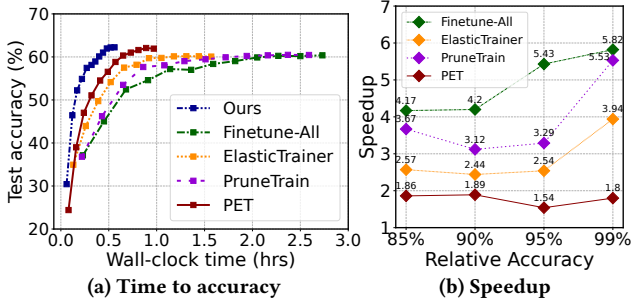 Test accuracy (%)
70
60
50
40
30
20
0.0 0.5 1.0 1.5 2.0 2.5 3.0
Wall-clock time (hrs)
Ours
Finetune-All
ElasticTrainer
PruneTrain
PET
(a) Time to accuracy
Speedup
7
6
5
4
3
2
1
Finetune-All
ElasticTrainer
PruneTrain
PET
4.17 4.2 5.43 5.82
3.67 3.12 3.29 5.53
2.57 2.44 2.54 3.94
1.86 1.89 1.54 1.8
85% 90% 95% 99%
Relative Accuracy
(b) Speedup